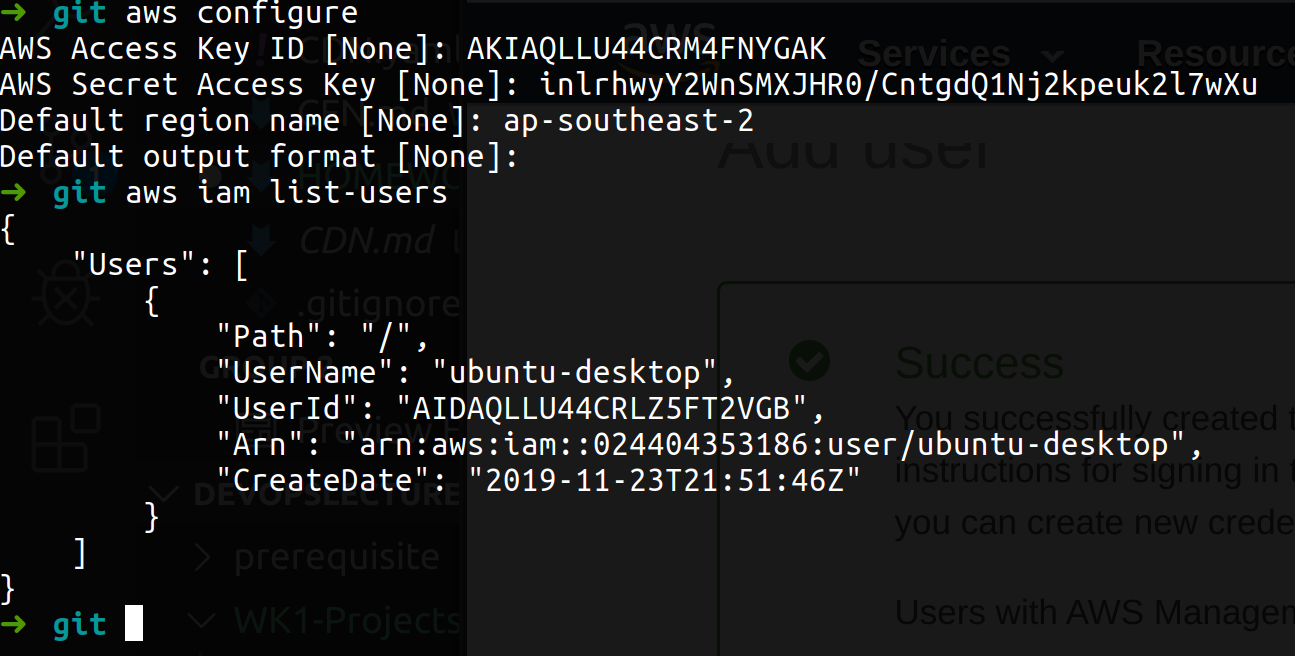 ➜ git aws configure
AWS Access Key ID [None]: AKIAQLLU44CRM4FNYGAK
AWS Secret Access Key [None]: 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
Default region name [None]: ap-southeast-2
Default output format [None]:
➜ git aws iam list-users
{
"Users": [
{
"Path": "/",
"UserName": "ubuntu-desktop",
"UserId": "AIDAQLLU44CRLZ5FT2VGB",
"Arn": "arn:aws:iam::024404353186:user/ubuntu-desktop",
"CreateDate": "2019-11-23T21:51:46Z"
}
]
}
➜ git
aws
Services
Add user
CDN.md
.gitignore
Success
You successfully created
instructions for signing in
you can create new
Users with AWS
DEVOPSLECTURE
prerequisite
WK1-Projects